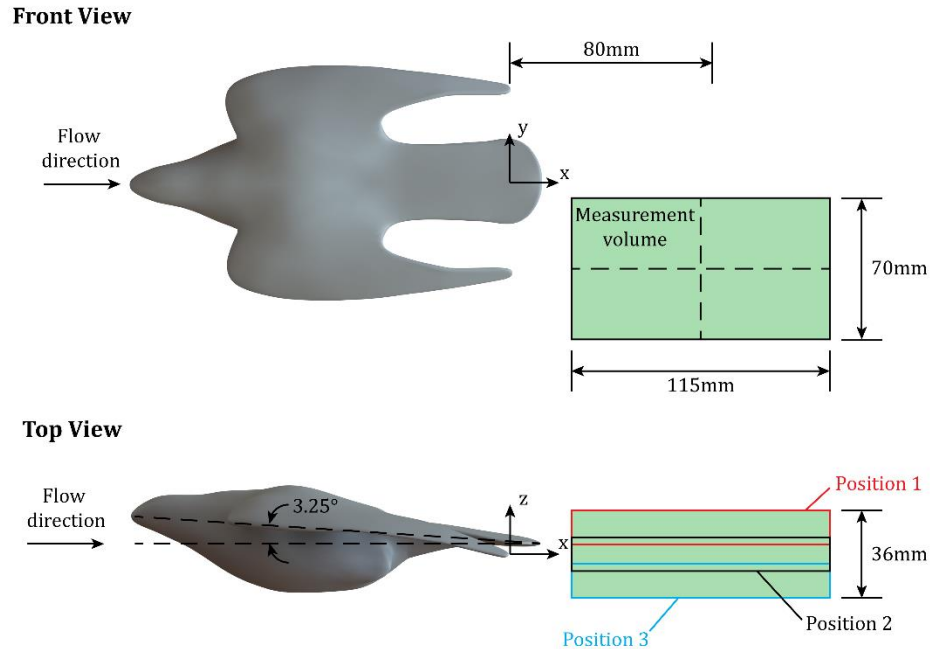 Front View
80mm
Flow
direction
y
x
Measurement
volume
70mm
115mm
Top View
Flow
direction
3.25°
z
x
Position 1
36mm
Position 2
Position 3